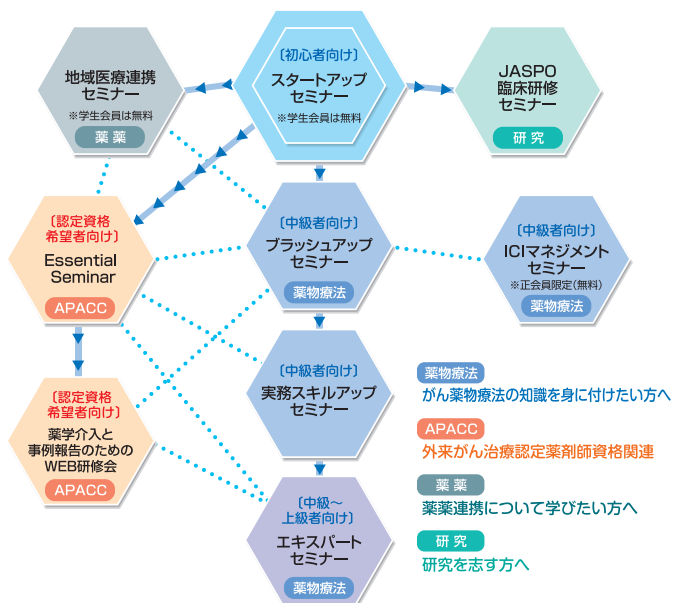 地域医療連携
セミナー
※学生会員は無料
薬 薬
〔初心者向け〕
スタートアップ
セミナー
※学生会員は無料
JASPO
臨床研修
セミナー
研 究
〔認定資格
希望者向け〕
Essential
Seminar
APACC
〔中級者向け〕
ブラッシュアップ
セミナー
薬物療法
〔中級者向け〕
ICIマネジメント
セミナー
※正会員限定(無料)
薬物療法
〔認定資格
希望者向け〕
薬学介入と
事例報告のための
WEB研修会
APACC
〔中級者向け〕
実務スキルアップ
セミナー
〔中級～
上級者向け〕
エキスパート
セミナー
薬物療法
薬物療法
がん薬物療法の知識を身に付けたい方へ
APACC
外来がん治療認定薬剤師資格関連
薬 薬
薬薬連携について学びたい方へ
研 究
研究を志す方へ